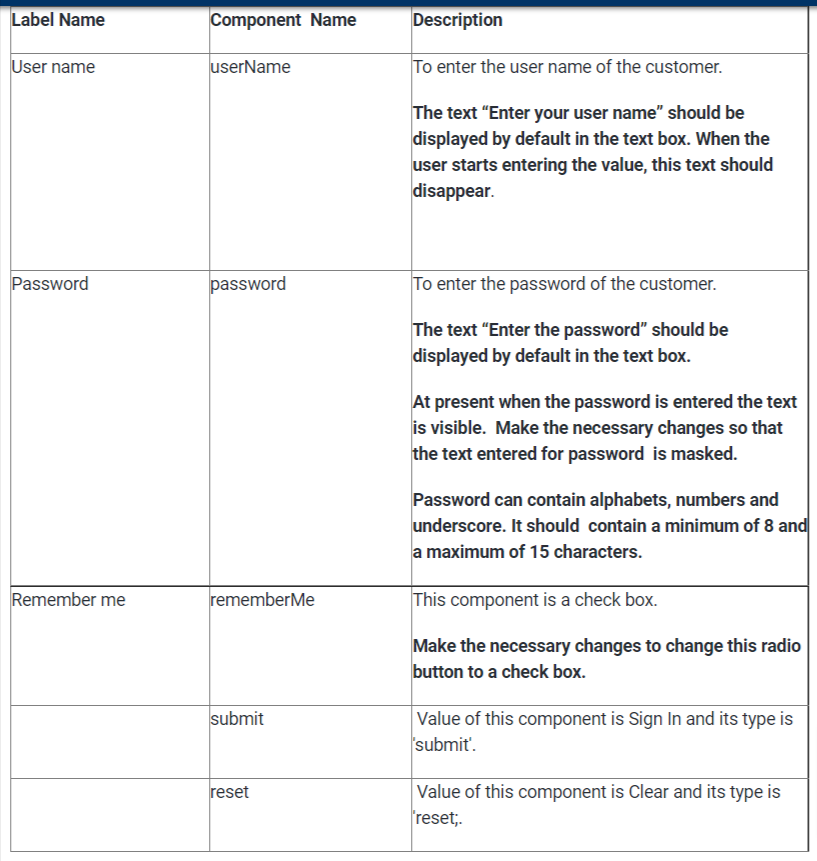 Label Name	Component  Name	Description
User name	userName	To enter the user name of the customer.
The text “Enter your user name” should be
displayed by default in the text box. When the
user starts entering the value, this text should
disappear.
Password	password	To enter the password of the customer.
The text “Enter the password” should be
displayed by default in the text box.
At present when the password is entered the text
is visible.  Make the necessary changes so that
the text entered for password  is masked.
Password can contain alphabets, numbers and
underscore. It should  contain a minimum of 8 and
a maximum of 15 characters.
Remember me	rememberMe	This component is a check box.
Make the necessary changes to change this radio
button to a check box.
submit	Value of this component is Sign In and its type is
'submit'.
reset	Value of this component is Clear and its type is
'reset;.